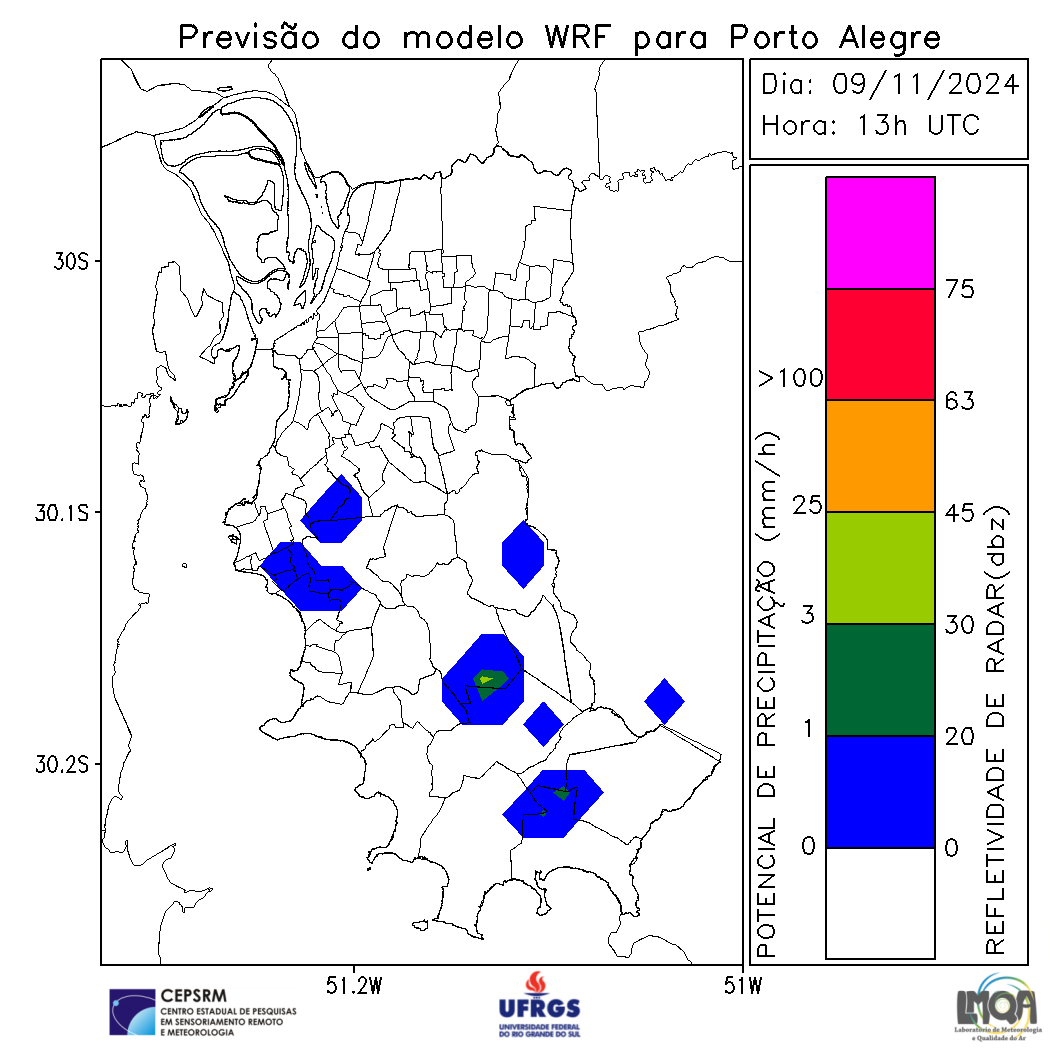 Previsão do modelo WRF para Porto Alegre
Dia: 09/11/2024
Hora: 13h UTC
30S
30.1S
30.2S
51.2W
51W
POTENCIAL DE PRECIPITAÇÃO (mm/h)
>100
25
3
1
0
75
63
45
30
20
0
REFLETIVIDADE DE RADAR(dbz)
CEPSRM
CENTRO ESTADUAL DE PESQUISAS
EM SENSORIAMENTO REMOTO
E METEOROLOGIA
UFRGS
UNIVERSIDADE FEDERAL
DO RIO GRANDE DO SUL
LMQA
Laboratório de Meteorologia
e Qualidade do Ar